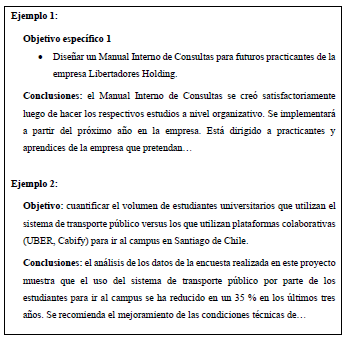 Ejemplo 1:
Objetivo específico 1
• Diseñar un Manual Interno de Consultas para futuros practicantes de la
empresa Libertadores Holding.
Conclusiones: el Manual Interno de Consultas se creó satisfactoriamente
luego de hacer los respectivos estudios a nivel organizativo. Se implementará
a partir del próximo año en la empresa. Está dirigido a practicantes y
aprendices de la empresa que pretendan…
Ejemplo 2:
Objetivo: cuantificar el volumen de estudiantes universitarios que utilizan el
sistema de transporte público versus los que utilizan plataformas colaborativas
(UBER, Cabify) para ir al campus en Santiago de Chile.
Conclusiones: el análisis de los datos de la encuesta realizada en este proyecto
muestra que el uso del sistema de transporte público por parte de los
estudiantes para ir al campus se ha reducido en un 35 % en los últimos tres
años. Se recomienda el mejoramiento de las condiciones técnicas de…